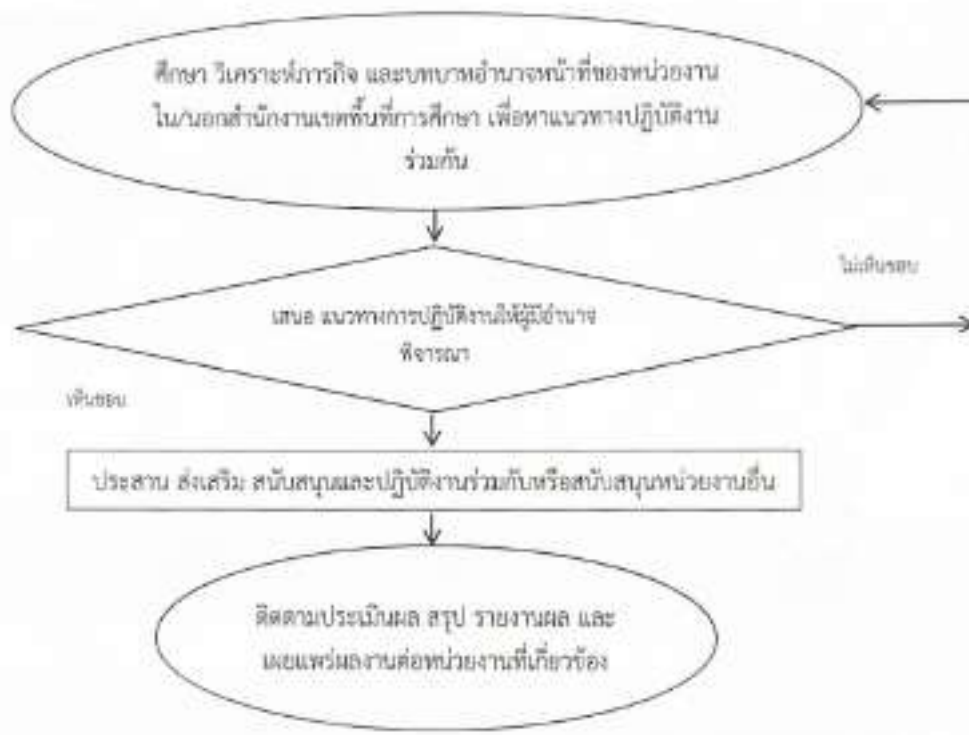 ศึกษา วิเคราะห์ภารกิจ และบทบาทอำนาจหน้าที่ของหน่วยงาน
ใน/นอกสำนักงานเขตพื้นที่การศึกษา เพื่อหาแนวทางปฏิบัติงาน
ร่วมกัน
ไม่เห็นชอบ
เสนอ แนวทางการปฏิบัติงานให้ผู้มีอำนาจ
พิจารณา
เห็นชอบ
ประสาน ส่งเสริม สนับสนุนและปฏิบัติงานร่วมกับหรือสนับสนุนหน่วยงานอื่น
ติดตามประเมินผล สรุป รายงานผล และ
เผยแพร่ผลงานต่อหน่วยงานที่เกี่ยวข้อง